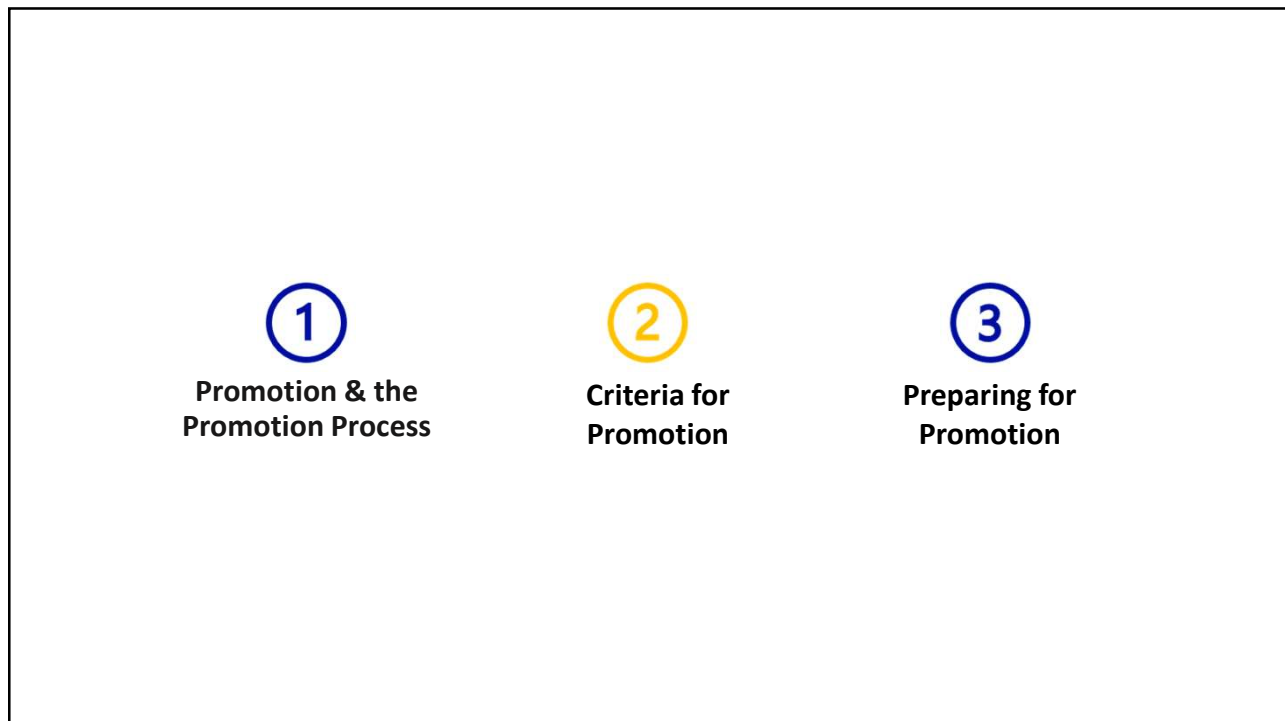 1
Promotion & the
Promotion Process
2
Criteria for
Promotion
3
Preparing for
Promotion